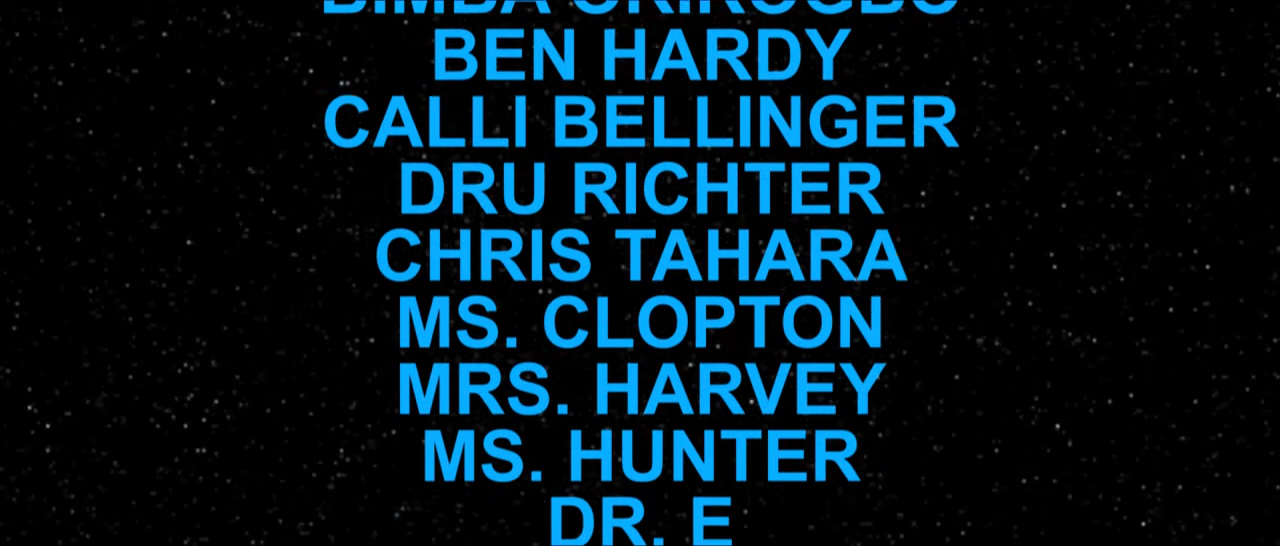 BEN HARDY
CALLI BELLINGER
DRU RICHTER
CHRIS TAHARA
MS. CLOPTON
MRS. HARVEY
MS. HUNTER
DR. E